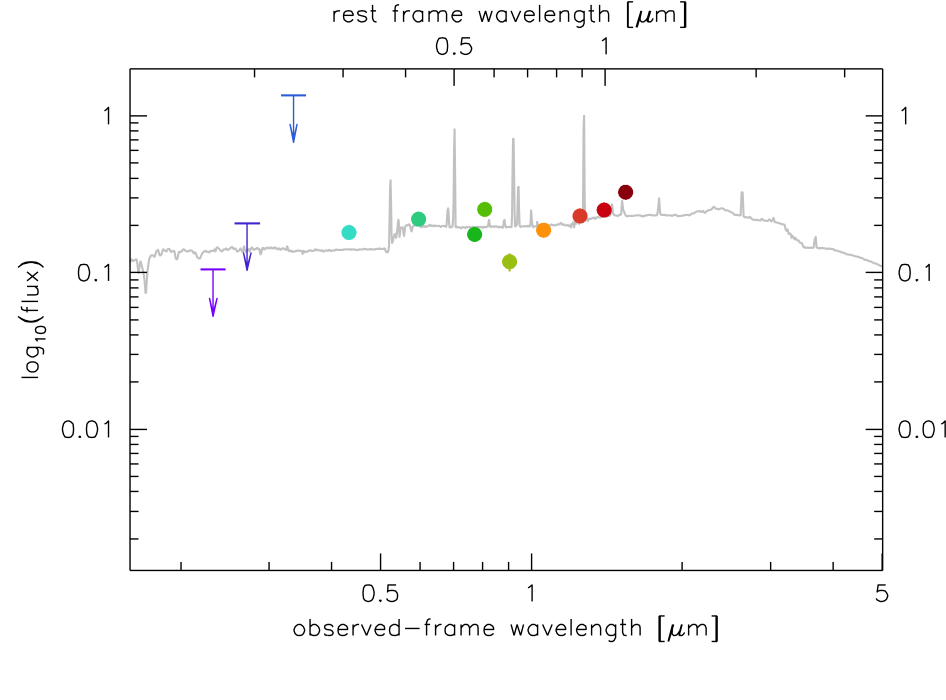 rest frame wavelength [μm]
0.5 1
1 1
0.1 0.1
0.01 0.01
log₁₀(flux)
0.5 1 5
observed-frame wavelength [μm]